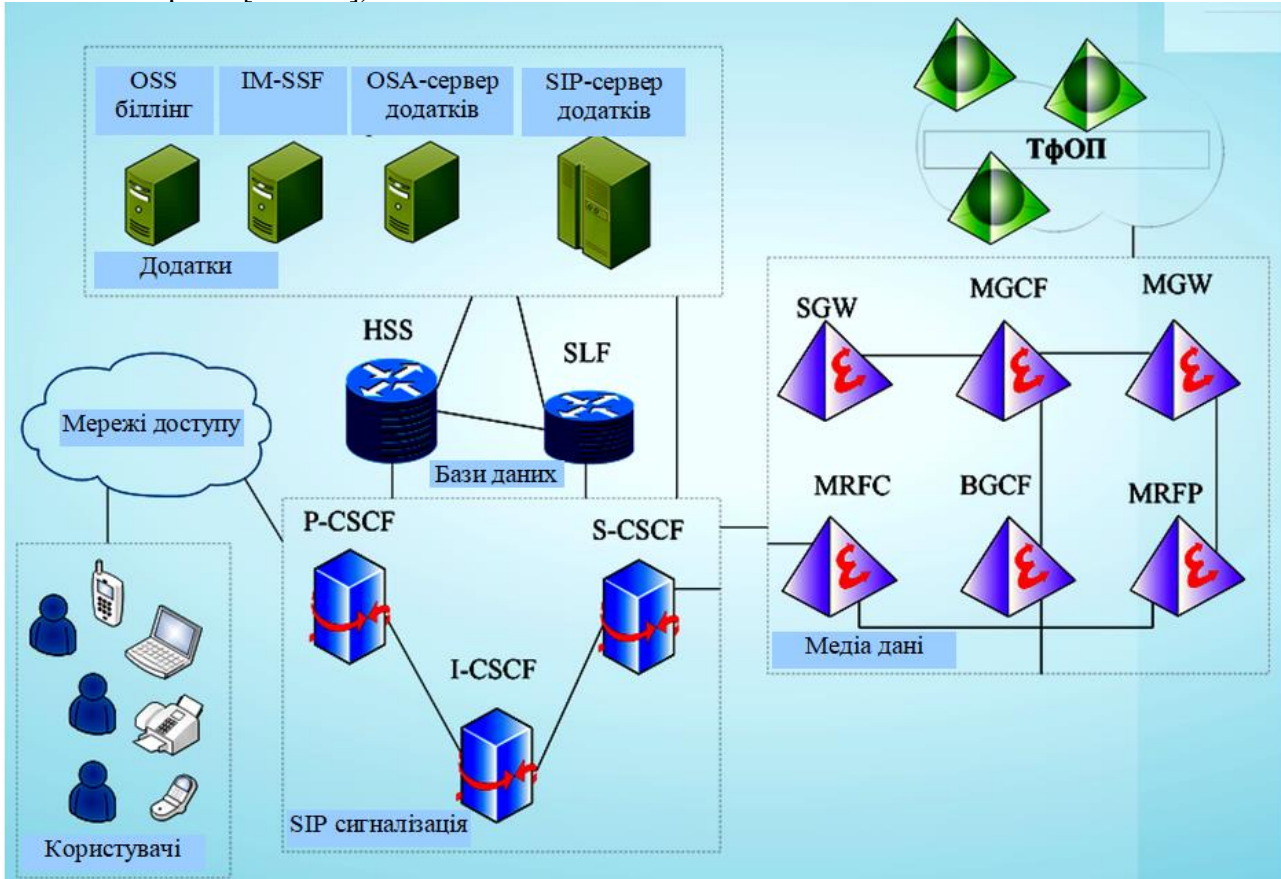 OSS
біллінг
IM-SSF
OSA-сервер
додатків
SIP-сервер
додатків
Додатки
ТфОП
HSS
SLF
Бази даних
Мережі доступу
SGW
MGCF
MGW
MRFC
BGCF
MRFP
Медіа дані
P-CSCF
S-CSCF
I-CSCF
SIP сигналізація
Користувачі